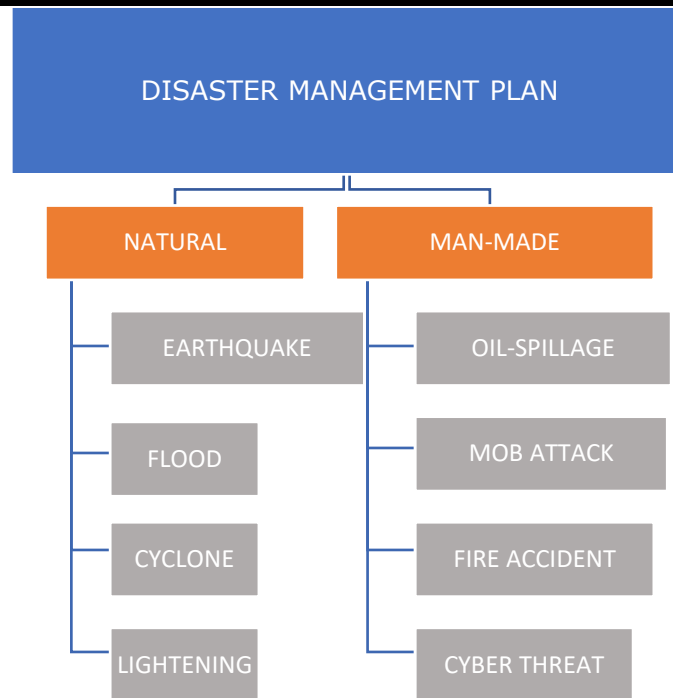 DISASTER MANAGEMENT PLAN
NATURAL
MAN-MADE
EARTHQUAKE
OIL-SPILLAGE
FLOOD
MOB ATTACK
CYCLONE
FIRE ACCIDENT
LIGHTENING
CYBER THREAT